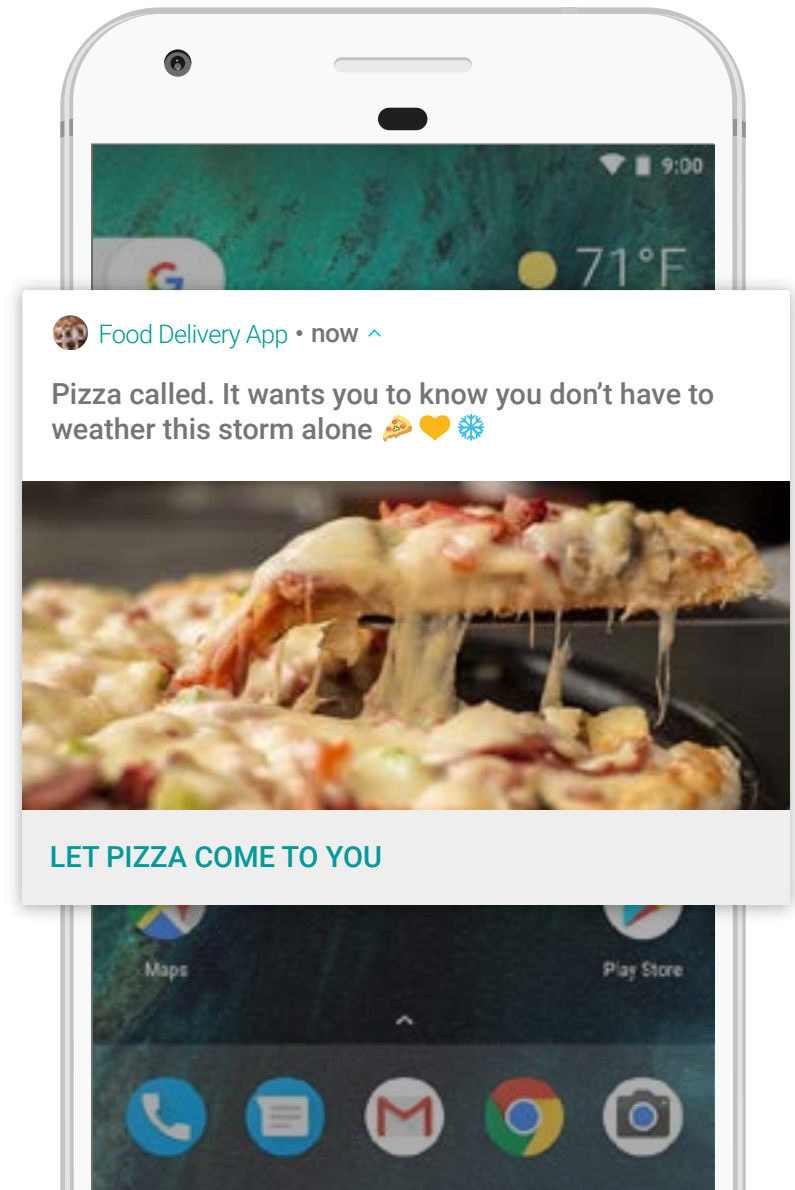 9:00
71°F
G
Food Delivery App • now
Pizza called. It wants you to know you don’t have to
weather this storm alone 🍕 💛 ❄️
LET PIZZA COME TO YOU
Maps
Play Store